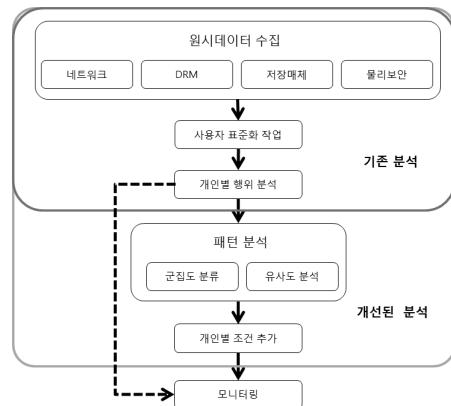 원시데이터 수집
네트워크 DRM 저장매체 물리보안
사용자 표준화 작업
기존 분석
개인별 행위 분석
패턴 분석
군집도 분류 유사도 분석
개선된 분석
개인별 조건 추가
모니터링